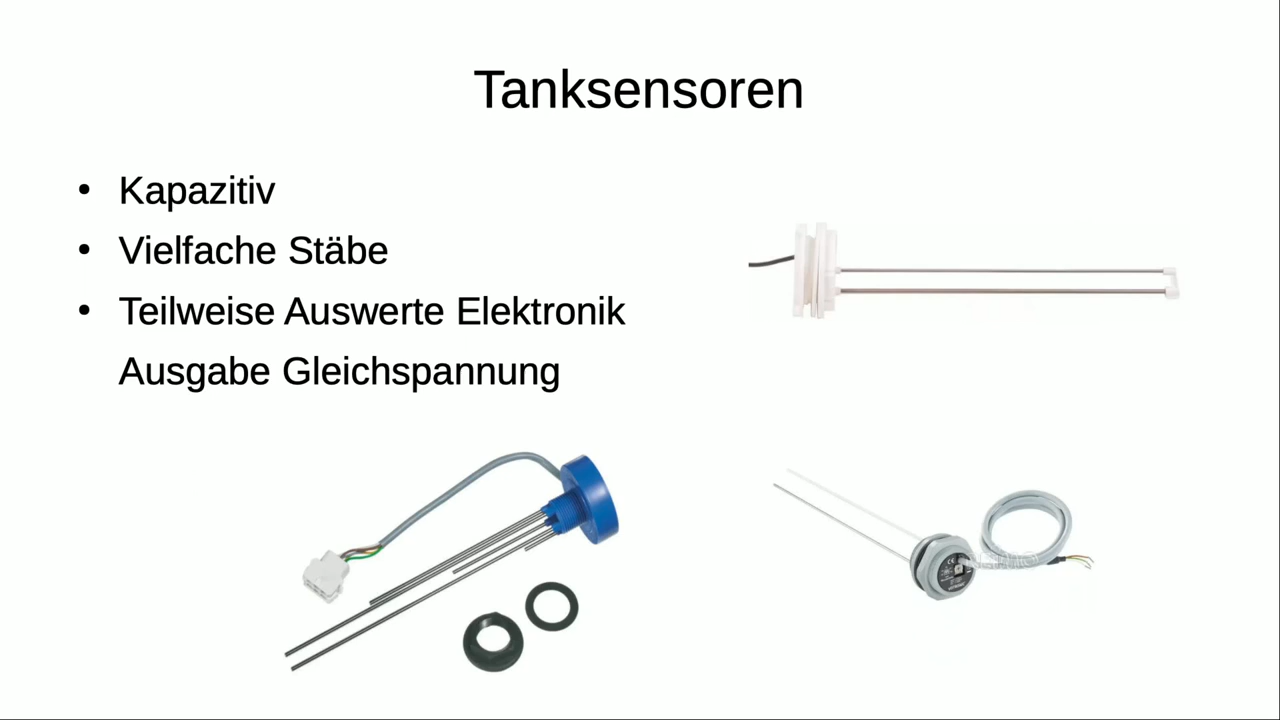 Tanksensoren
• Kapazitiv
• Vielfache Stäbe
• Teilweise Auswerte Elektronik
Ausgabe Gleichspannung